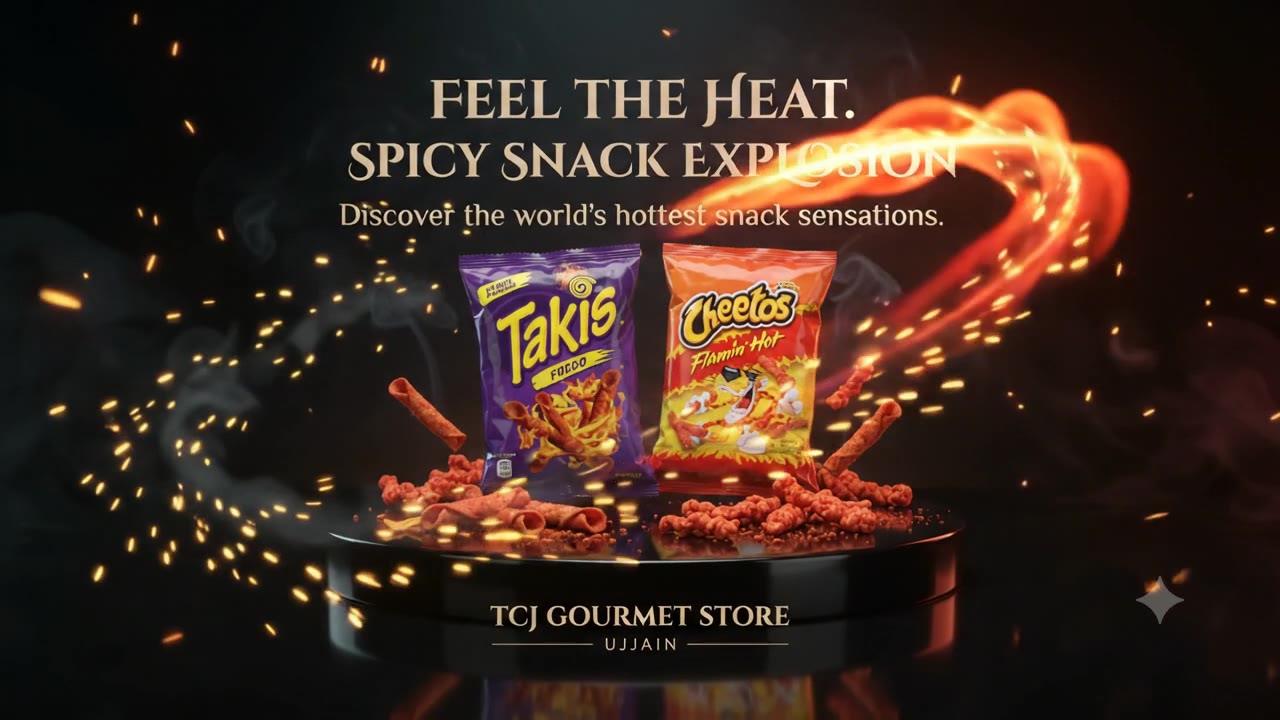 FEEL THE HEAT.
SPICY SNACK EXPLOSION
Discover the world's hottest snack sensations.
Takis
FUEGO
Cheetos
Flamin' Hot
TCJ GOURMET STORE
UJJAIN